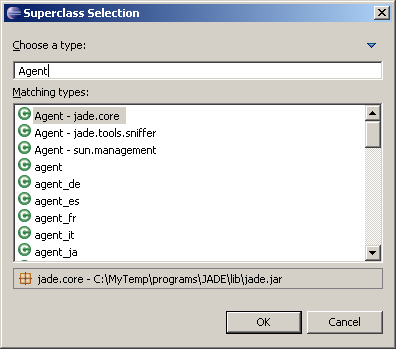 Superclass Selection
Choose a type:
Agent
Matching types:
Agent - jade.core
Agent - jade.tools.sniffer
Agent - sun.management
agent
agent_de
agent_es
agent_fr
agent_it
agent_ja
jade.core - C:\MyTemp\programs\JADE\lib\jade.jar
OK Cancel